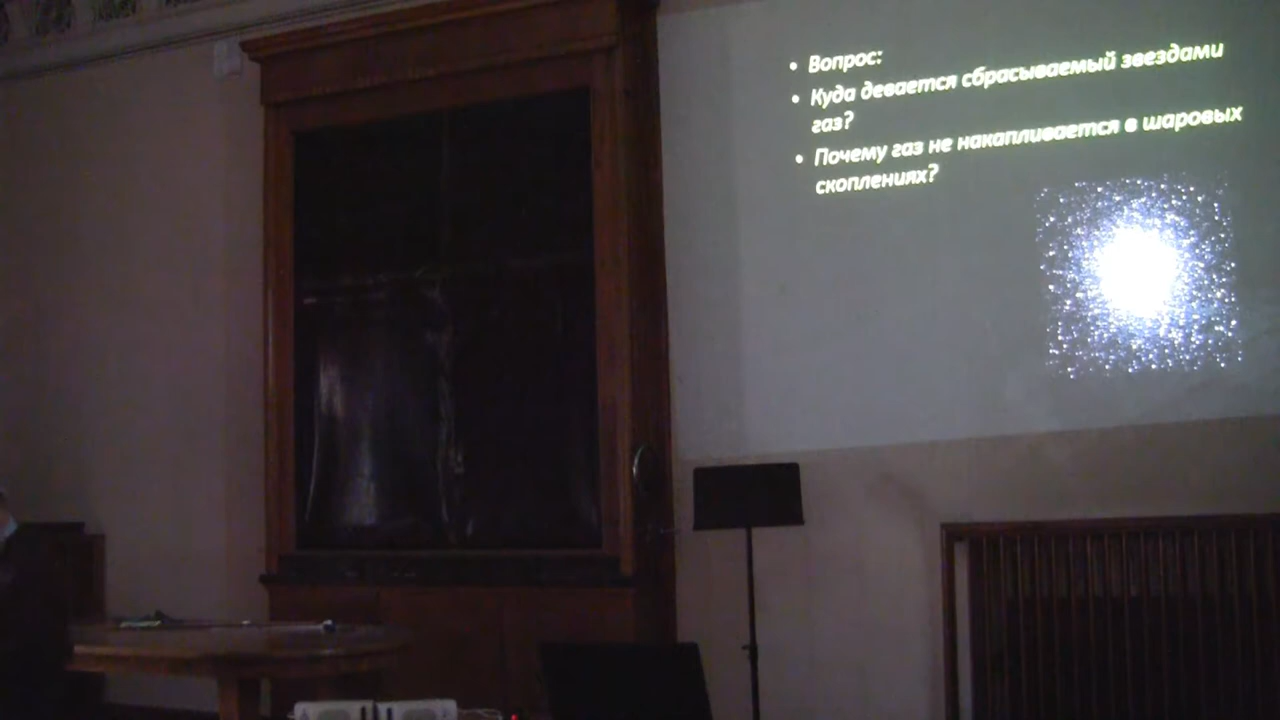 • Вопрос:
• Куда девается сбрасываемый звездами
газ?
• Почему газ не накапливается в шаровых
скоплениях?